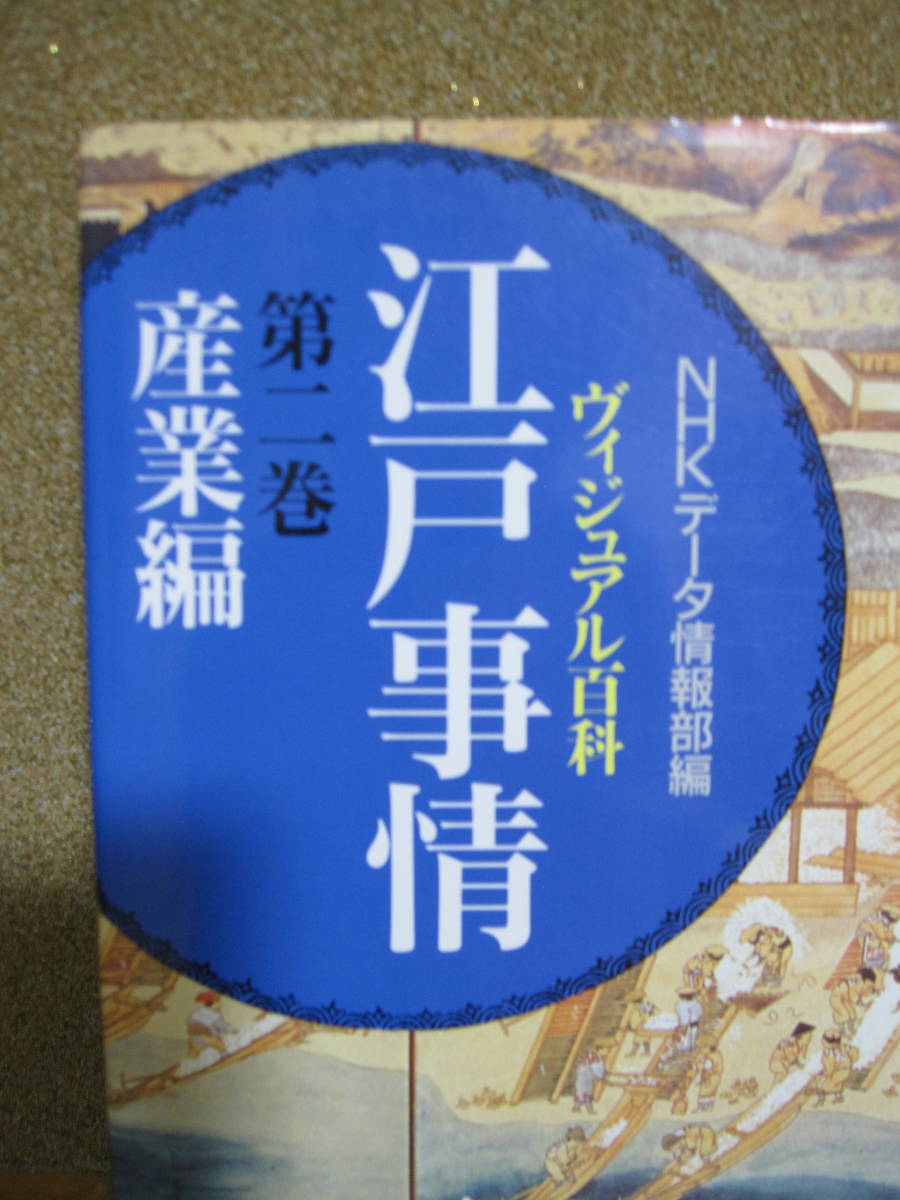 NHKデータ情報部編
ヴィジュアル百科
江戸事情
第二巻
産業編